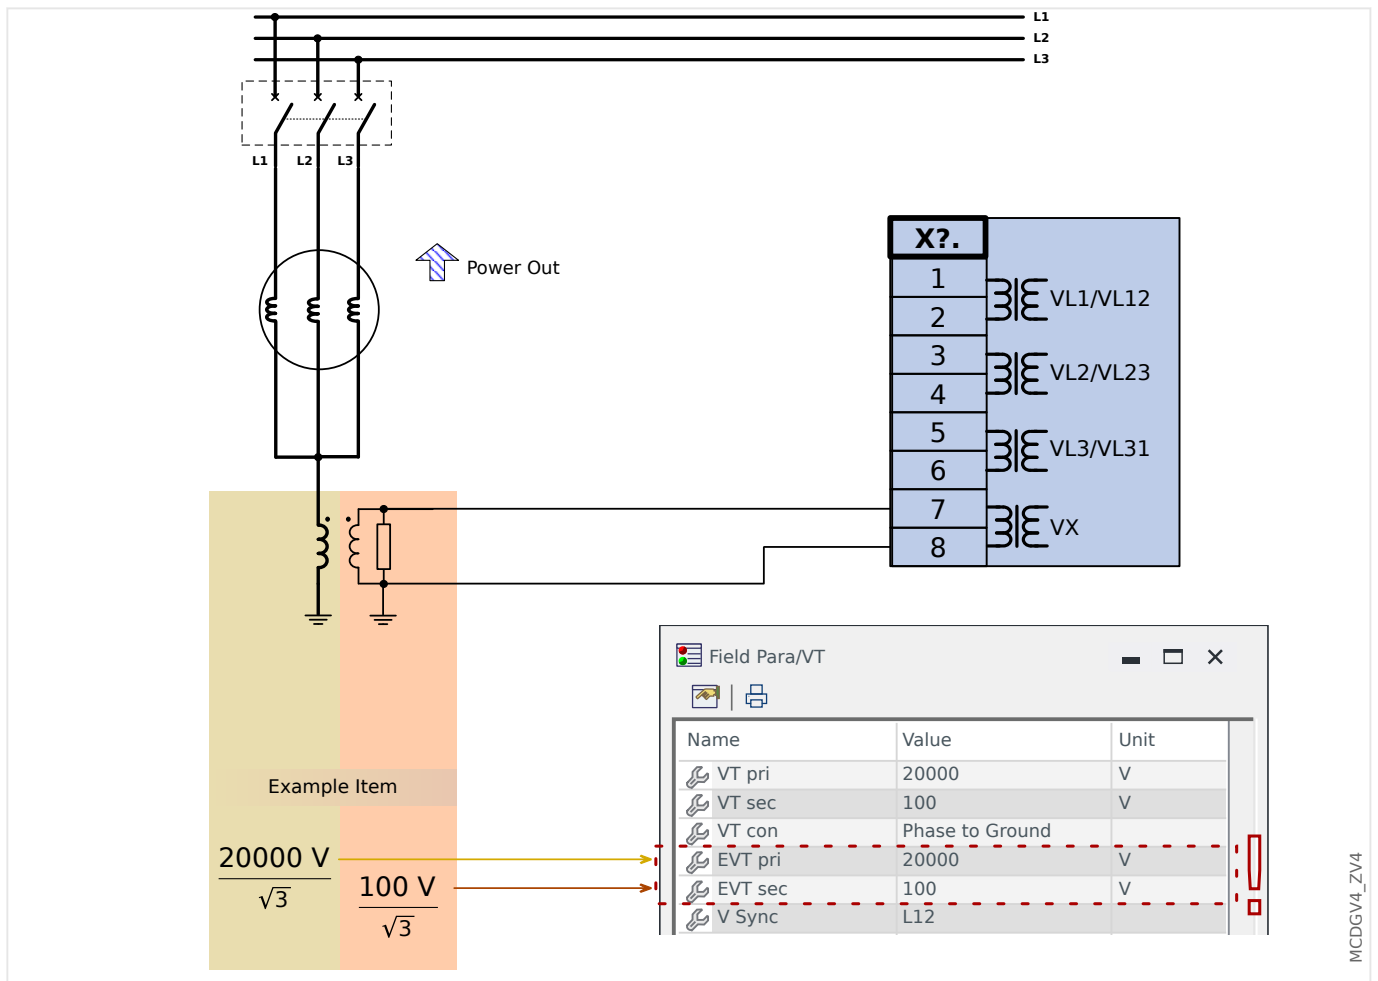 L1
L2
L3
L1 L2 L3
Power Out
X?.
1
2
3
4
5
6
7
8
VL1/VL12
VL2/VL23
VL3/VL31
VX
Example Item
20000 V
√3
100 V
√3
Field Para/VT
Name Value Unit
VT pri 20000 V
VT sec 100 V
VT con Phase to Ground
EVT pri 20000 V
EVT sec 100 V
V Sync L12
MCDGV4_ZV4